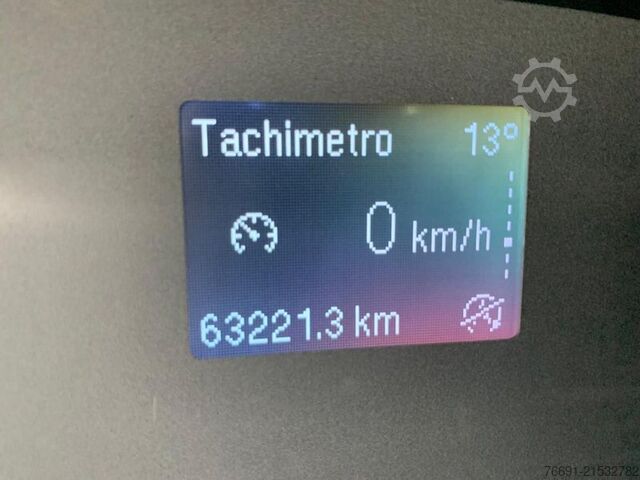 Tachimetro 13°
0 km/h
63221.3 km
76691-21532782